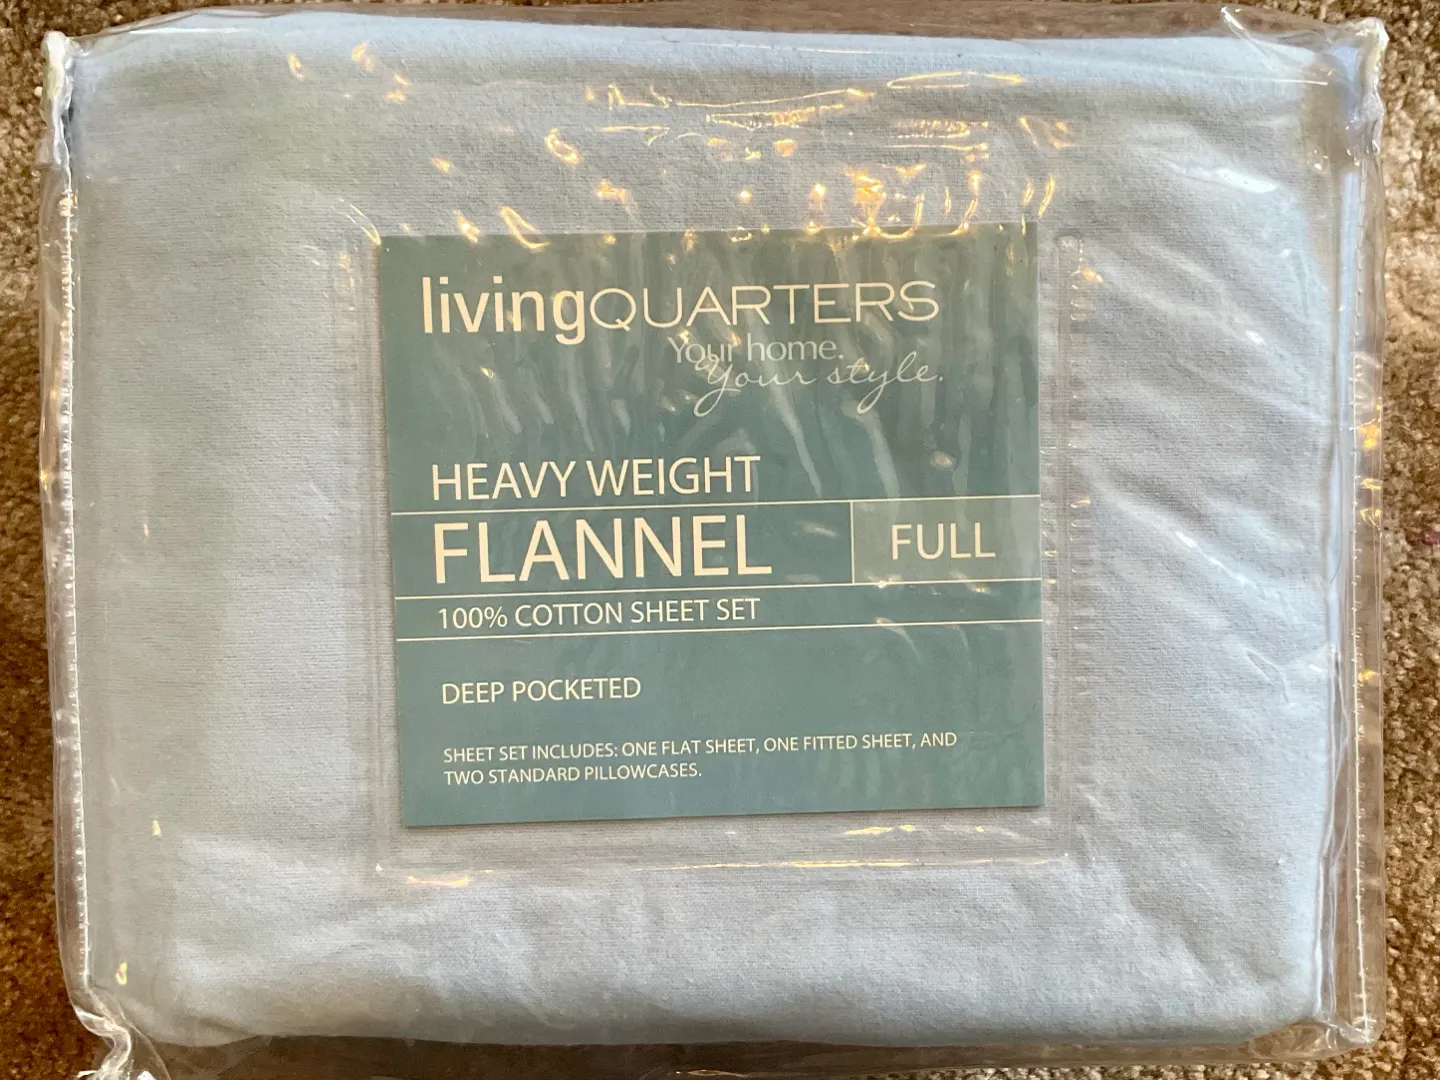 livingQUARTERS
Your home.
Your style.
HEAVY WEIGHT
FLANNEL
FULL
100% COTTON SHEET SET
DEEP POCKETED
SHEET SET INCLUDES: ONE FLAT SHEET, ONE FITTED SHEET, AND
TWO STANDARD PILLOWCASES.